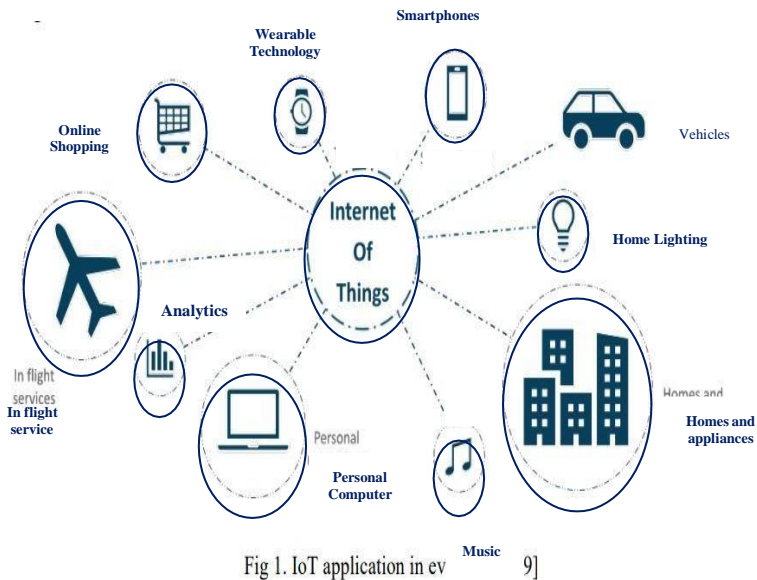 Smartphones
Wearable
Technology
Online
Shopping
Vehicles
Internet
Of
Things
Home Lighting
Analytics
In flight
services
In flight
service
Personal
Homes and
Homes and
appliances
Personal
Computer
Music
Fig 1. IoT application in ev 9]